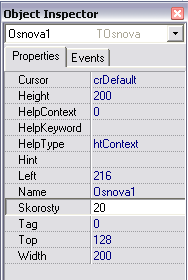 Object Inspector
Osnova1 TOsnova
Properties Events
Cursor crDefault
Height 200
HelpContext 0
HelpKeyword
HelpType htContext
Hint
Left 216
Name Osnova1
Skorosty 20
Tag 0
Top 128
Width 200